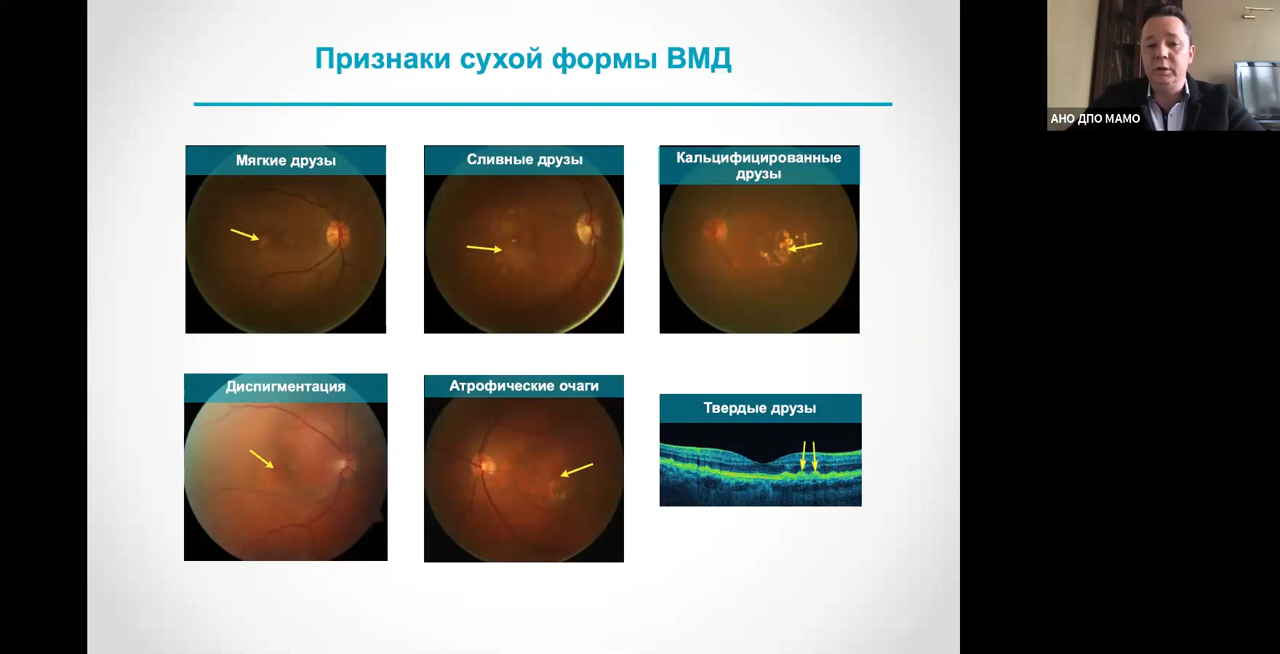 Признаки сухой формы ВМД
АНО ДПО МАМО
Мягкие друзы
Сливные друзы
Кальцифицированные
друзы
Диспигментация
Атрофические очаги
Твердые друзы